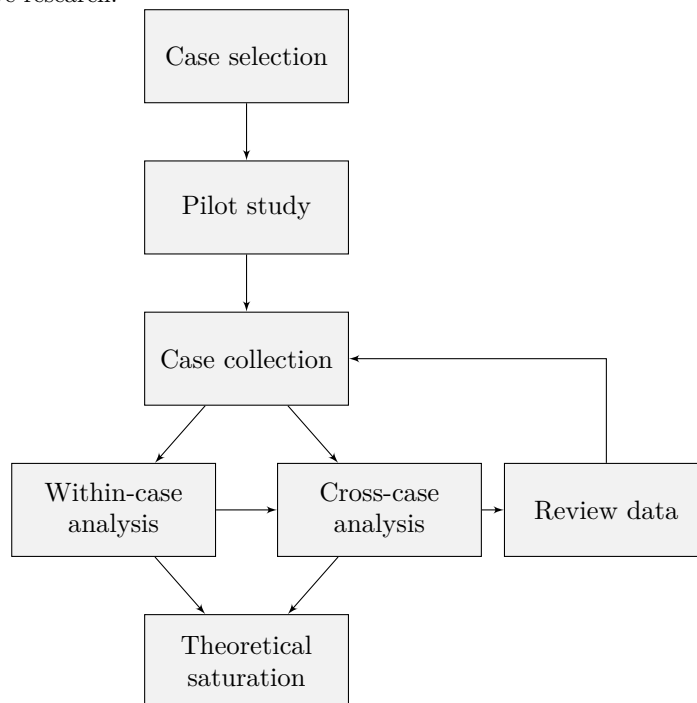 research.
Case selection
Pilot study
Case collection
Within-case
analysis
Cross-case
analysis
Review data
Theoretical
saturation